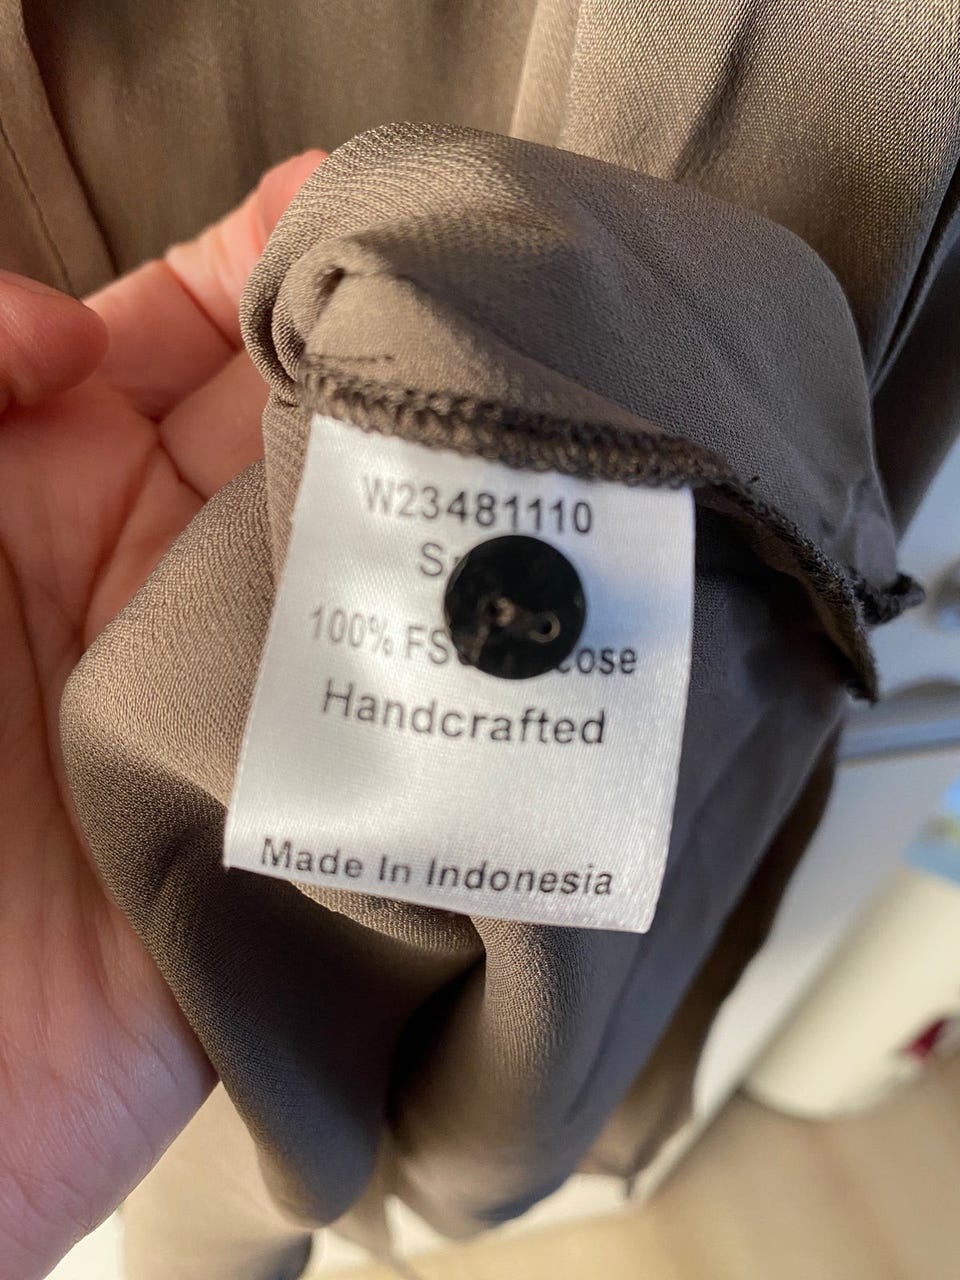 W23481110
100%
Handcrafted
Made In Indonesia